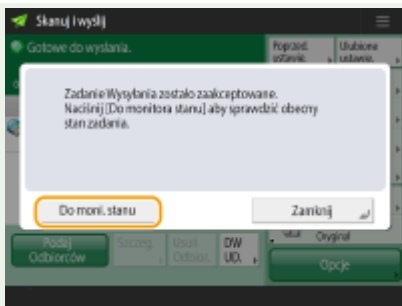 Skanuj i wyślij
Gotowe do wysłania.
Poprzed. ustawie.
Ulubione ustawie.
Zadanie Wysyłania zostało zaakceptowane.
Naciśnij [Do monitora stanu] aby sprawdzić obecny
stan zadania.
Do moni. stanu
Zamknij
Podaj
Odbiorców
Szczeg.
Usuń
Odbior.
DW
UD.
Oryginał
Opcje